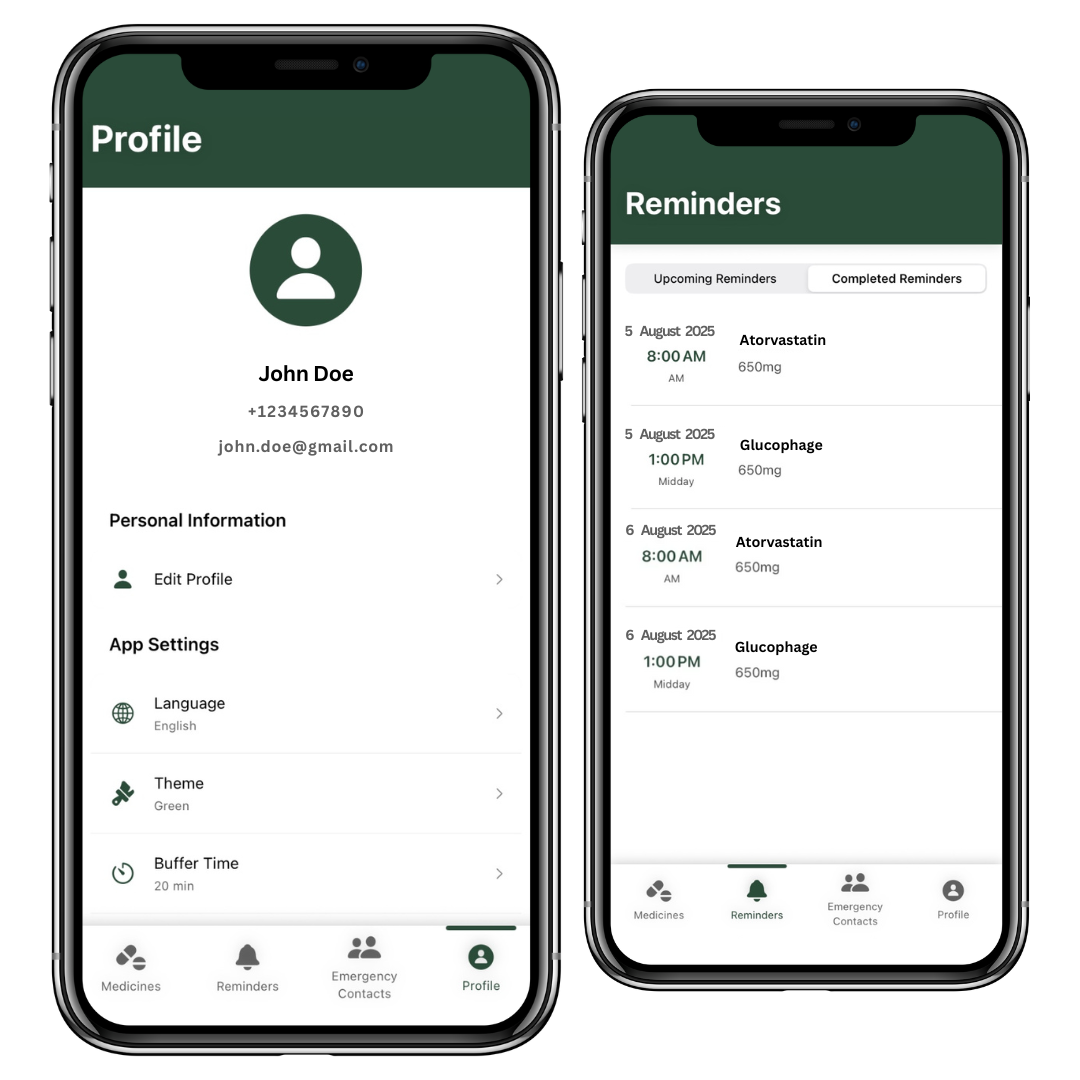 Profile
John Doe
+1234567890
john.doe@gmail.com
Personal Information
Edit Profile
App Settings
Language
English
Theme
Green
Buffer Time
20 min
Medicines
Reminders
Emergency
Contacts
Profile
Reminders
Upcoming Reminders
Completed Reminders
5 August 2025
8:00 AM
AM
Atorvastatin
650mg
5 August 2025
1:00 PM
Midday
Glucophage
650mg
6 August 2025
8:00 AM
AM
Atorvastatin
650mg
6 August 2025
1:00 PM
Midday
Glucophage
650mg
Medicines
Reminders
Emergency
Contacts
Profile